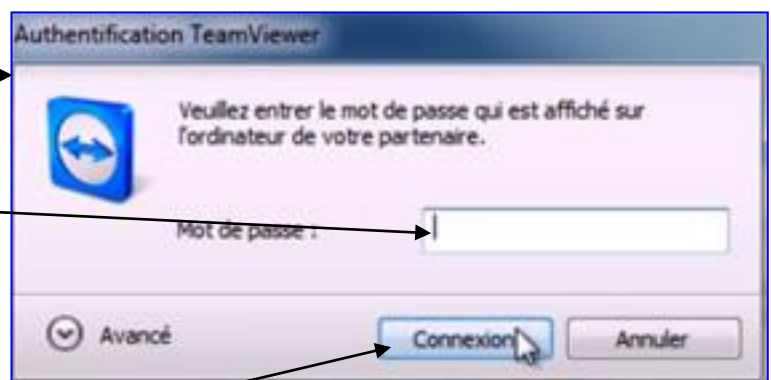 Authentification TeamViewer
Veuillez entrer le mot de passe qui est affiché sur
l'ordinateur de votre partenaire.
Mot de passe :
Avancé
Connexion
Annuler